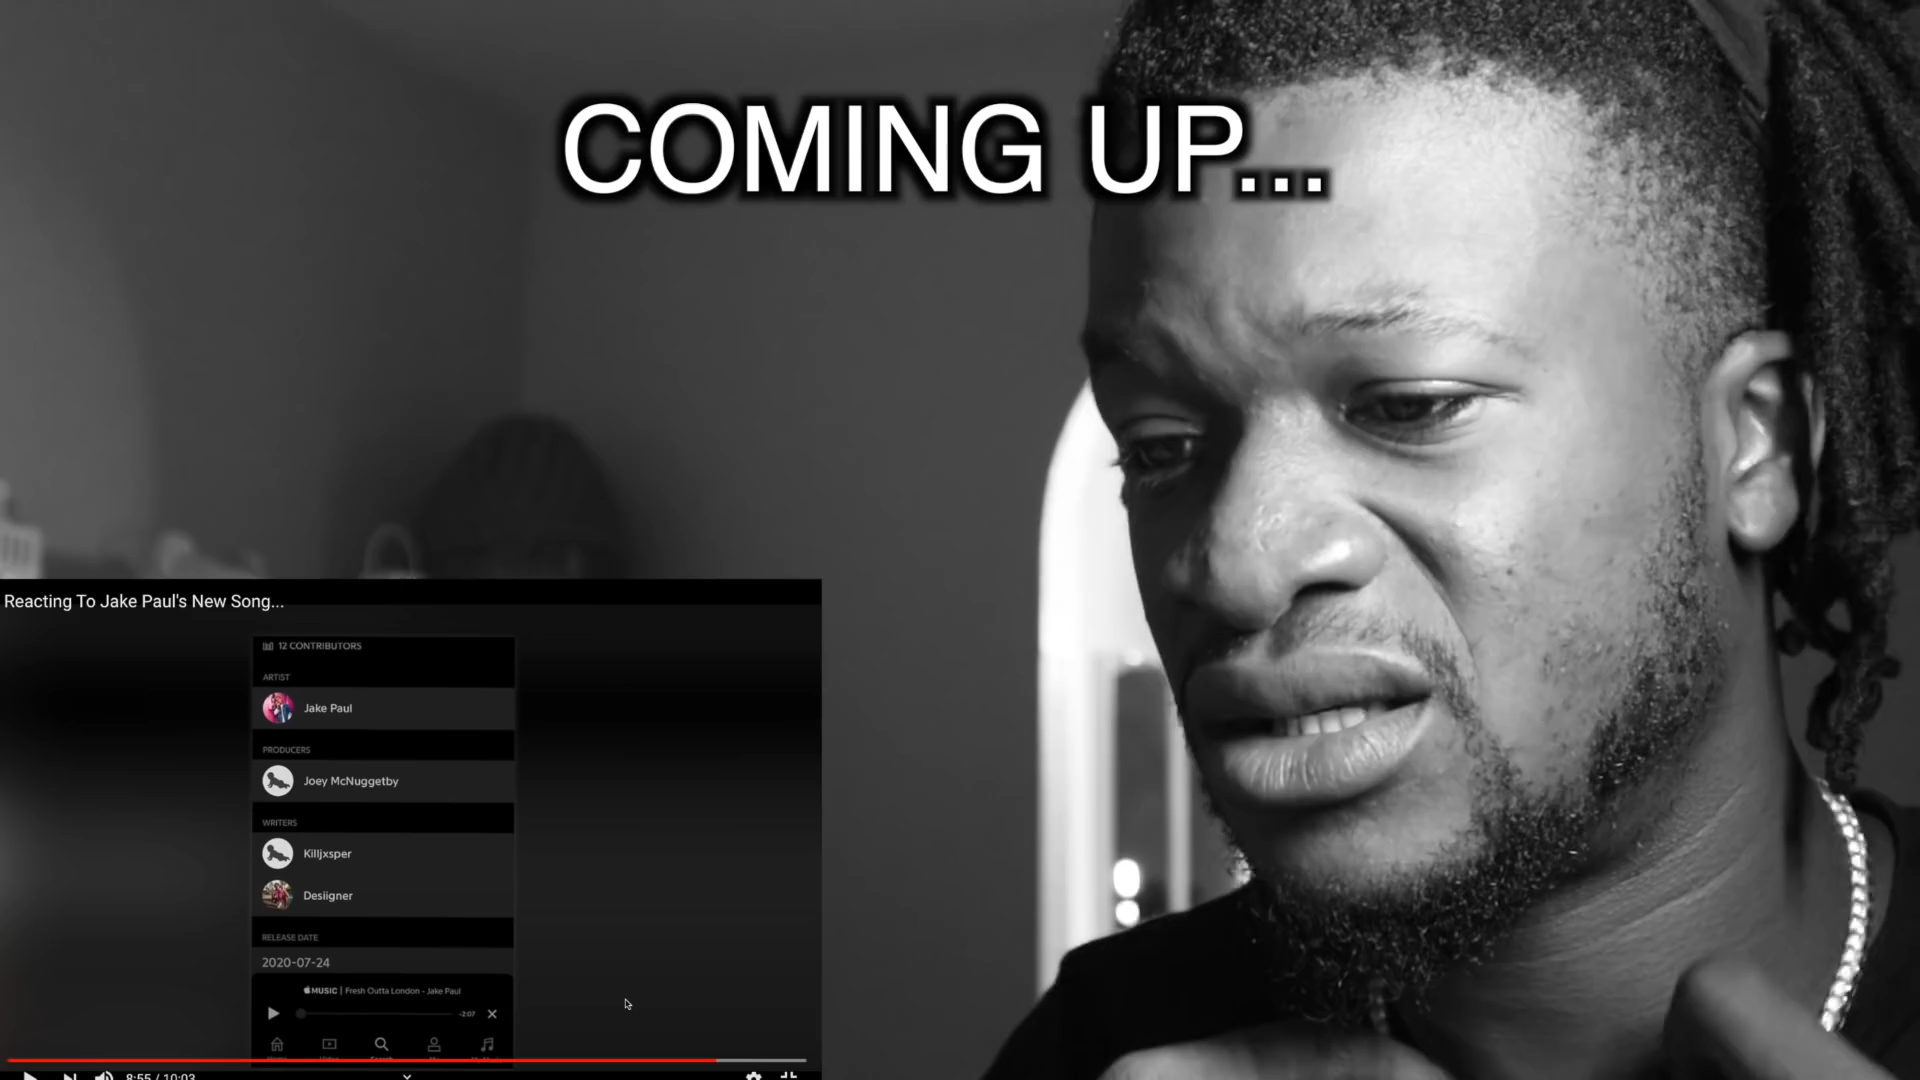 COMING UP...
Reacting To Jake Paul's New Song...
12 CONTRIBUTORS
ARTIST
Jake Paul
PRODUCERS
Joey McNuggetby
WRITERS
Killjxsper
Desiigner
RELEASE DATE
2020-07-24
MUSIC | Fresh Outta London - Jake Paul
-2:07
8:55 / 10:03